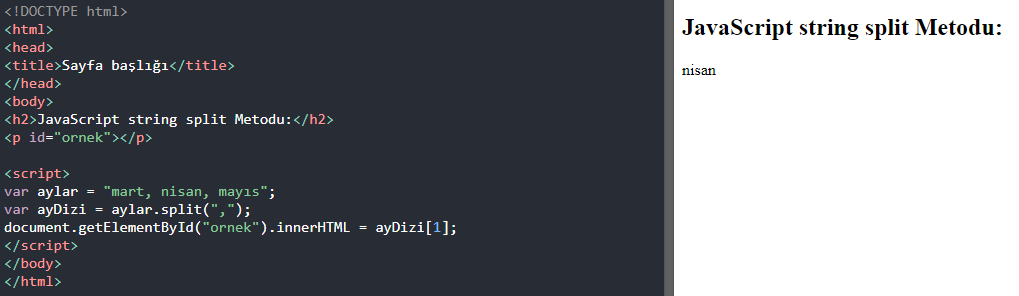 <!DOCTYPE html>
<html>
<head>
<title>Sayfa başlığı</title>
</head>
<body>
<h2>JavaScript string split Metodu:</h2>
<p id="ornek"></p>
<script>
var aylar = "mart, nisan, mayıs";
var ayDizi = aylar.split(",");
document.getElementById("ornek").innerHTML = ayDizi[1];
</script>
</body>
</html>
JavaScript string split Metodu:
nisan